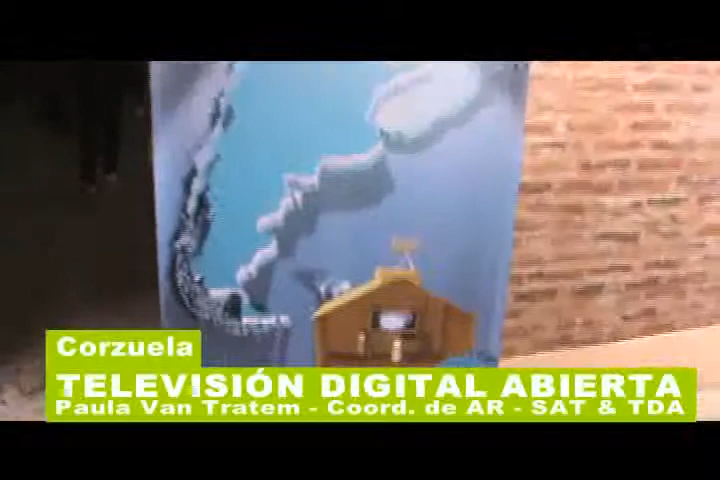 Corzuela
TELEVISIÓN DIGITAL ABIERTA
Paula Van Tratem - Coord. de AR - SAT & TDA